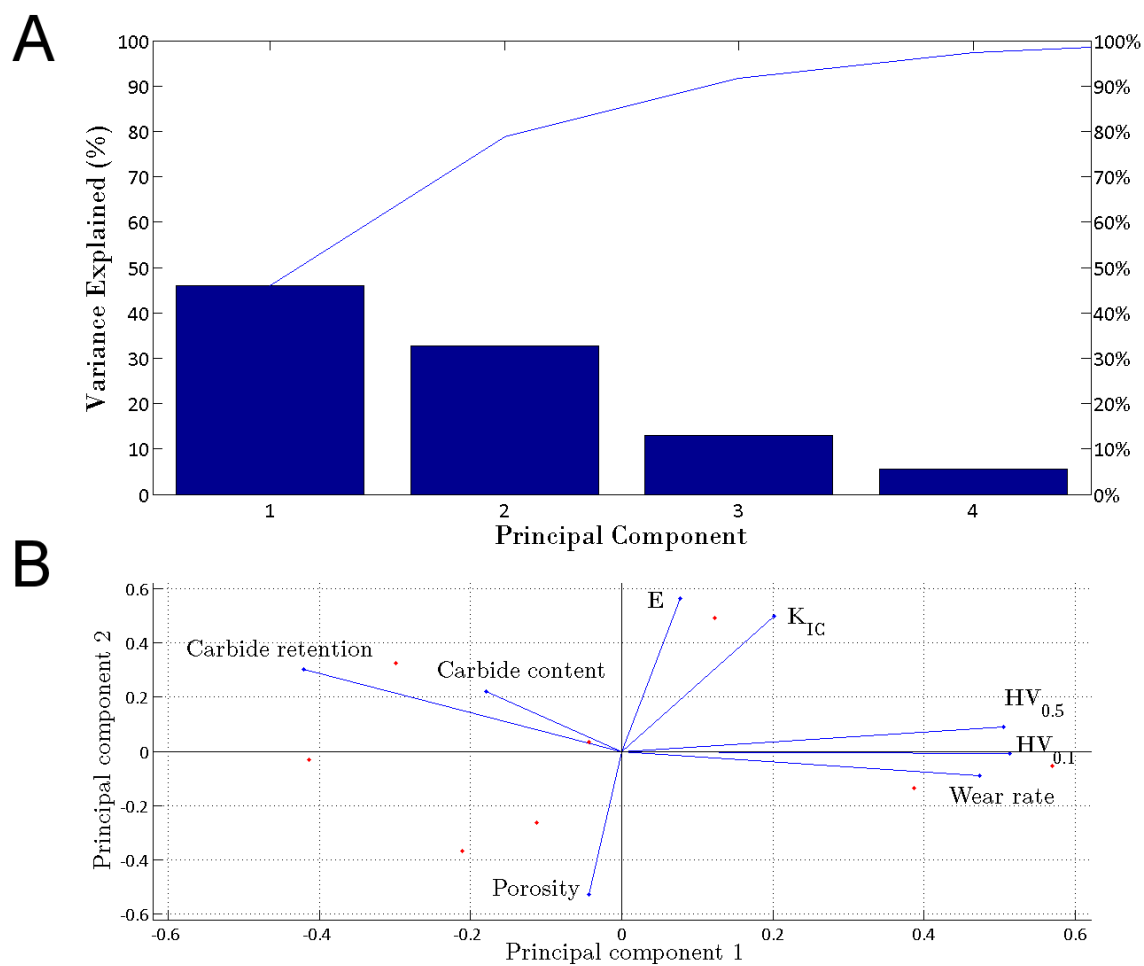 A
100
90
80
70
60
50
40
30
20
10
0
Variance Explained (%)
100%
90%
80%
70%
60%
50%
40%
30%
20%
10%
0%
1 2 3 4
Principal Component
B
0.6
0.4
0.2
0
-0.2
-0.4
-0.6
Principal component 2
E
K_IC
Carbide retention
Carbide content
HV_0.5
HV_0.1
Wear rate
Porosity
-0.6 -0.4 -0.2 0 0.2 0.4 0.6
Principal component 1